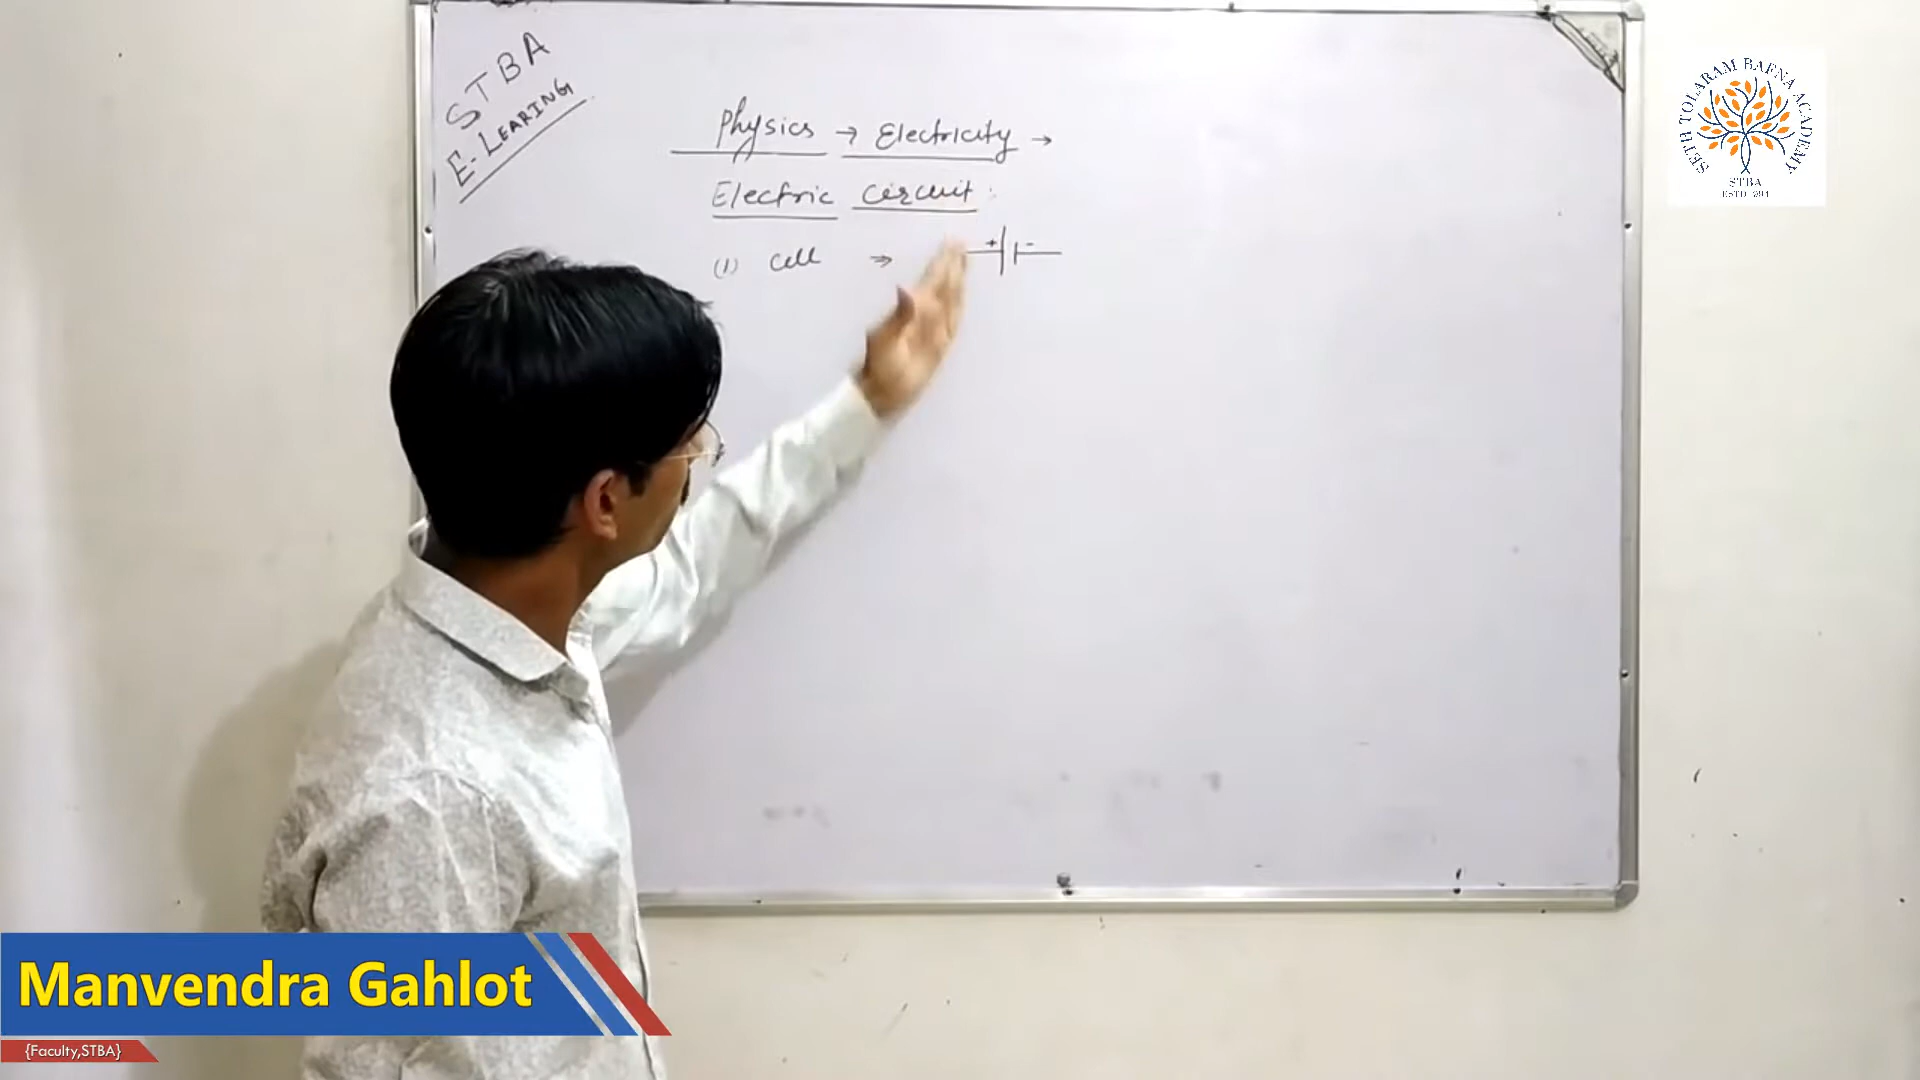 STBA
E-LEARING
Physics → Electricity →
Electric circuit :
(1) Cell ⇒ + -
SETH TOLARAM BAFNA ACADEMY
STBA
Manvendra Gahlot
{Faculty,STBA}